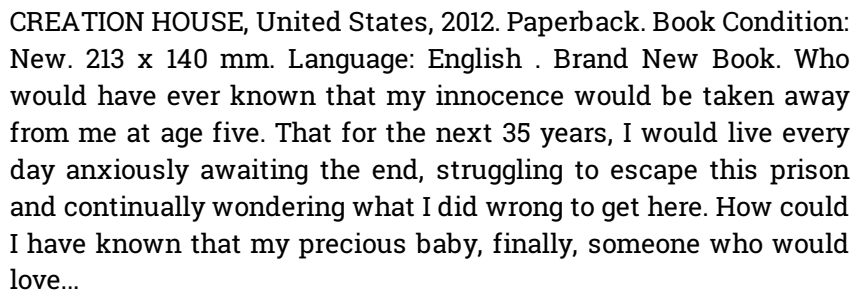 CREATION HOUSE, United States, 2012. Paperback. Book Condition:
New. 213 x 140 mm. Language: English . Brand New Book. Who
would have ever known that my innocence would be taken away
from me at age five. That for the next 35 years, I would live every
day anxiously awaiting the end, struggling to escape this prison
and continually wondering what I did wrong to get here. How could
I have known that my precious baby, finally, someone who would
love...